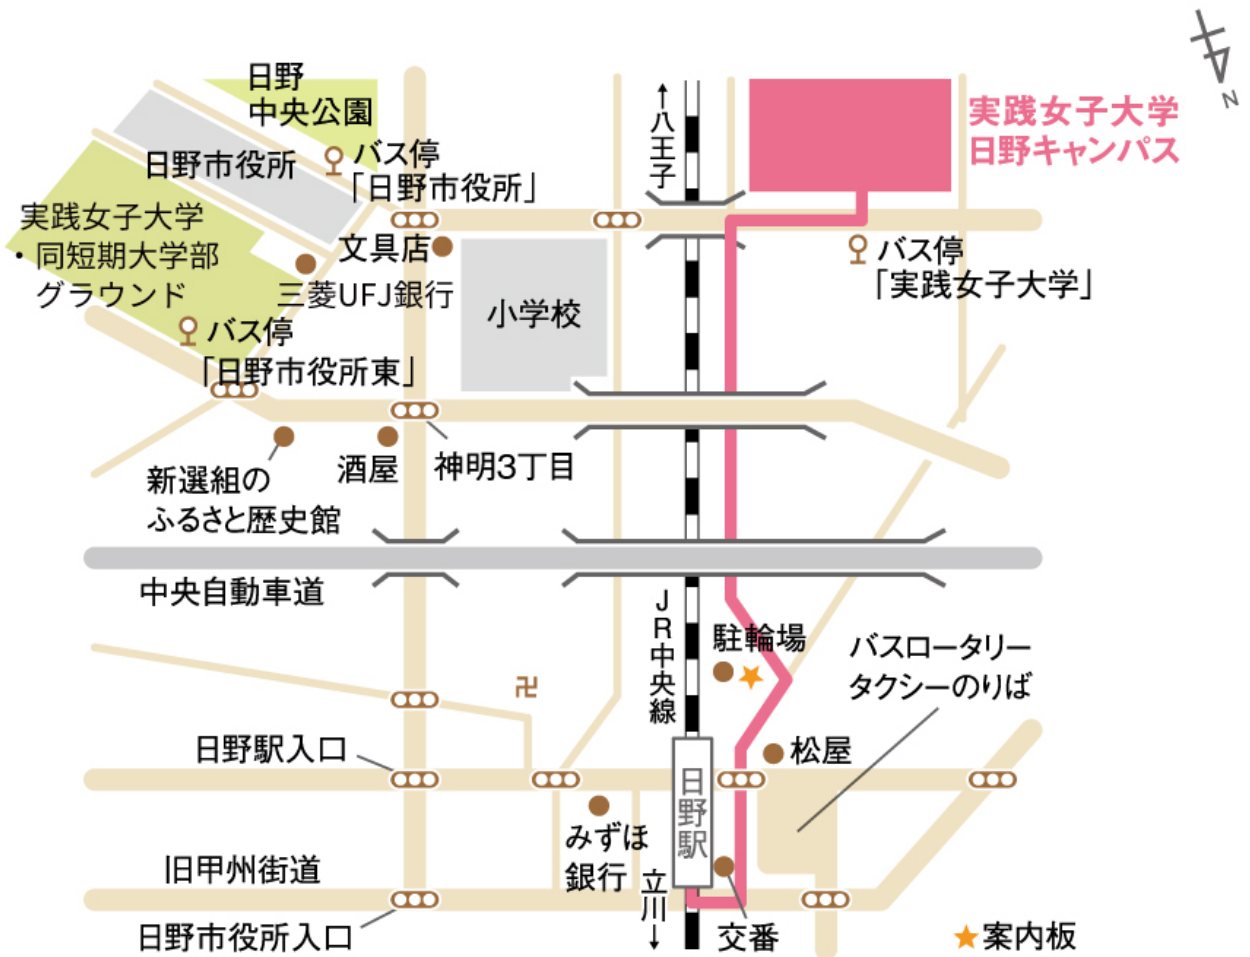 日野
中央公園
日野市役所
バス停
「日野市役所」
実践女子大学
・同短期大学部
グラウンド
文具店
三菱UFJ銀行
バス停
「日野市役所東」
小学校
←八王子
実践女子大学
日野キャンパス
N
バス停
「実践女子大学」
新選組の
ふるさと歴史館
酒屋
神明3丁目
中央自動車道
JR中央線
駐輪場
バスロータリー
タクシーのりば
卍
日野駅入口
松屋
日野駅
みずほ
銀行
旧甲州街道
立川→
日野市役所入口
交番
★案内板